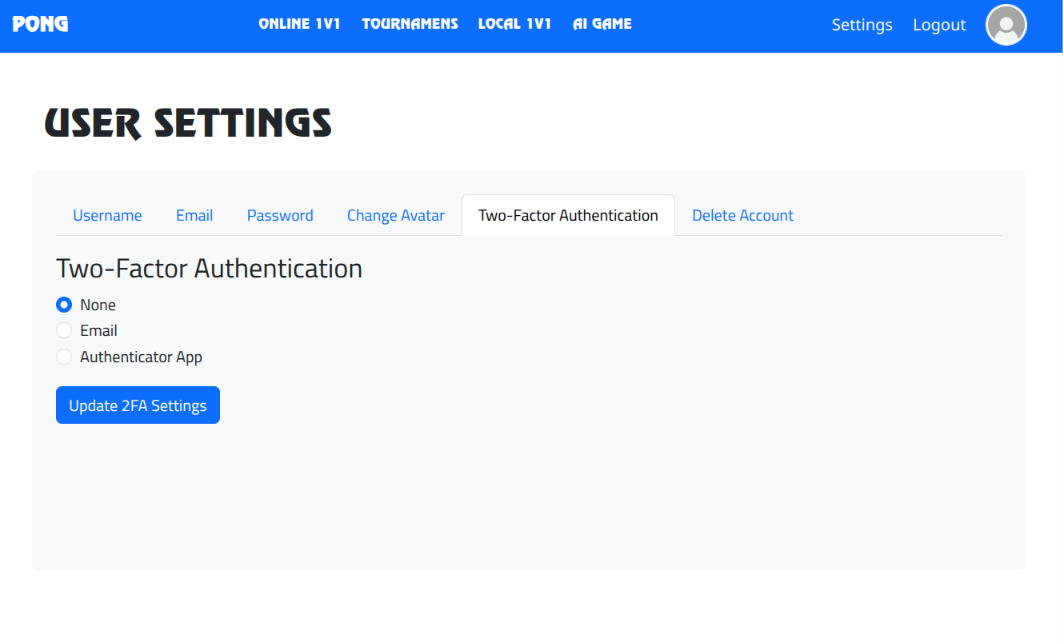 PONG ONLINE 1V1 TOURNAMENS LOCAL 1V1 AI GAME Settings Logout
USER SETTINGS
Username Email Password Change Avatar Two-Factor Authentication Delete Account
Two-Factor Authentication
None
Email
Authenticator App
Update 2FA Settings